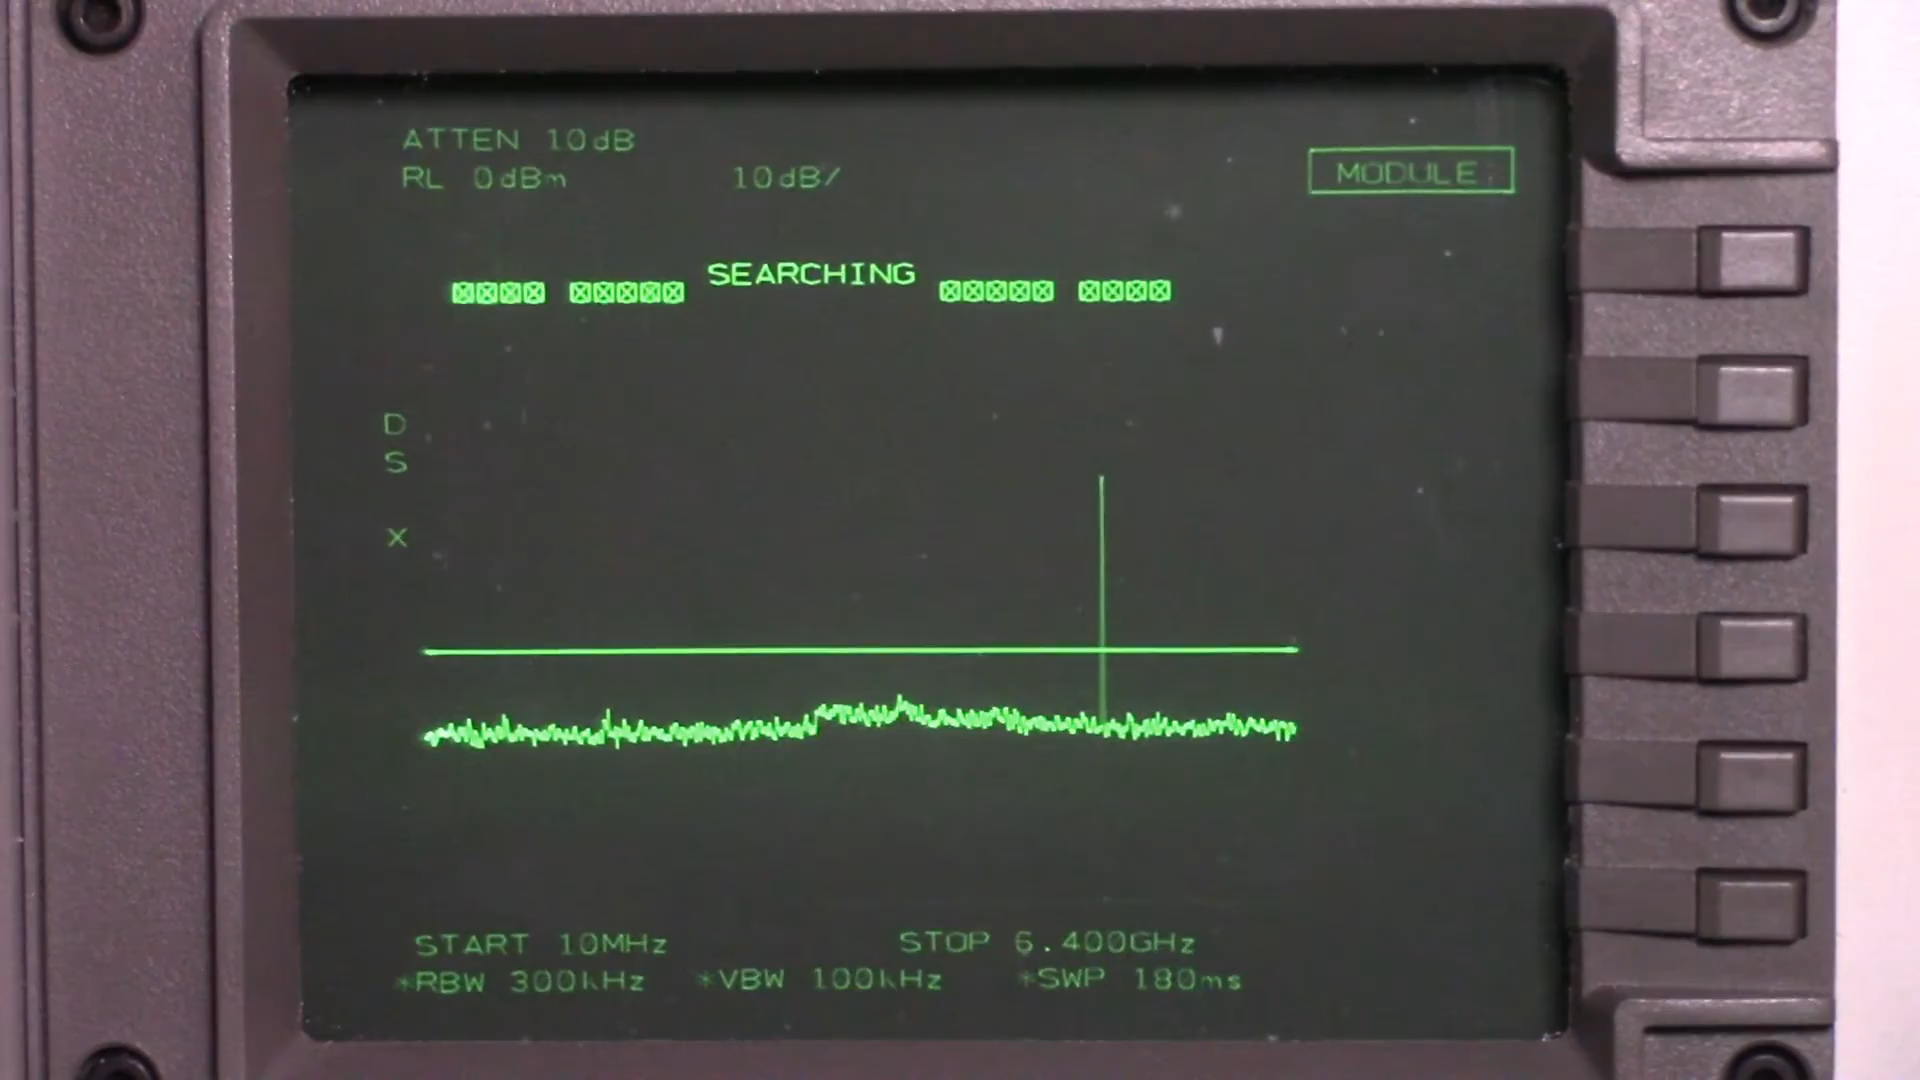 ATTEN 10dB
RL 0dBm 10dB/
MODULE
SEARCHING
D
S
X
START 10MHz STOP 6.400GHz
*RBW 300kHz *VBW 100kHz *SWP 180ms